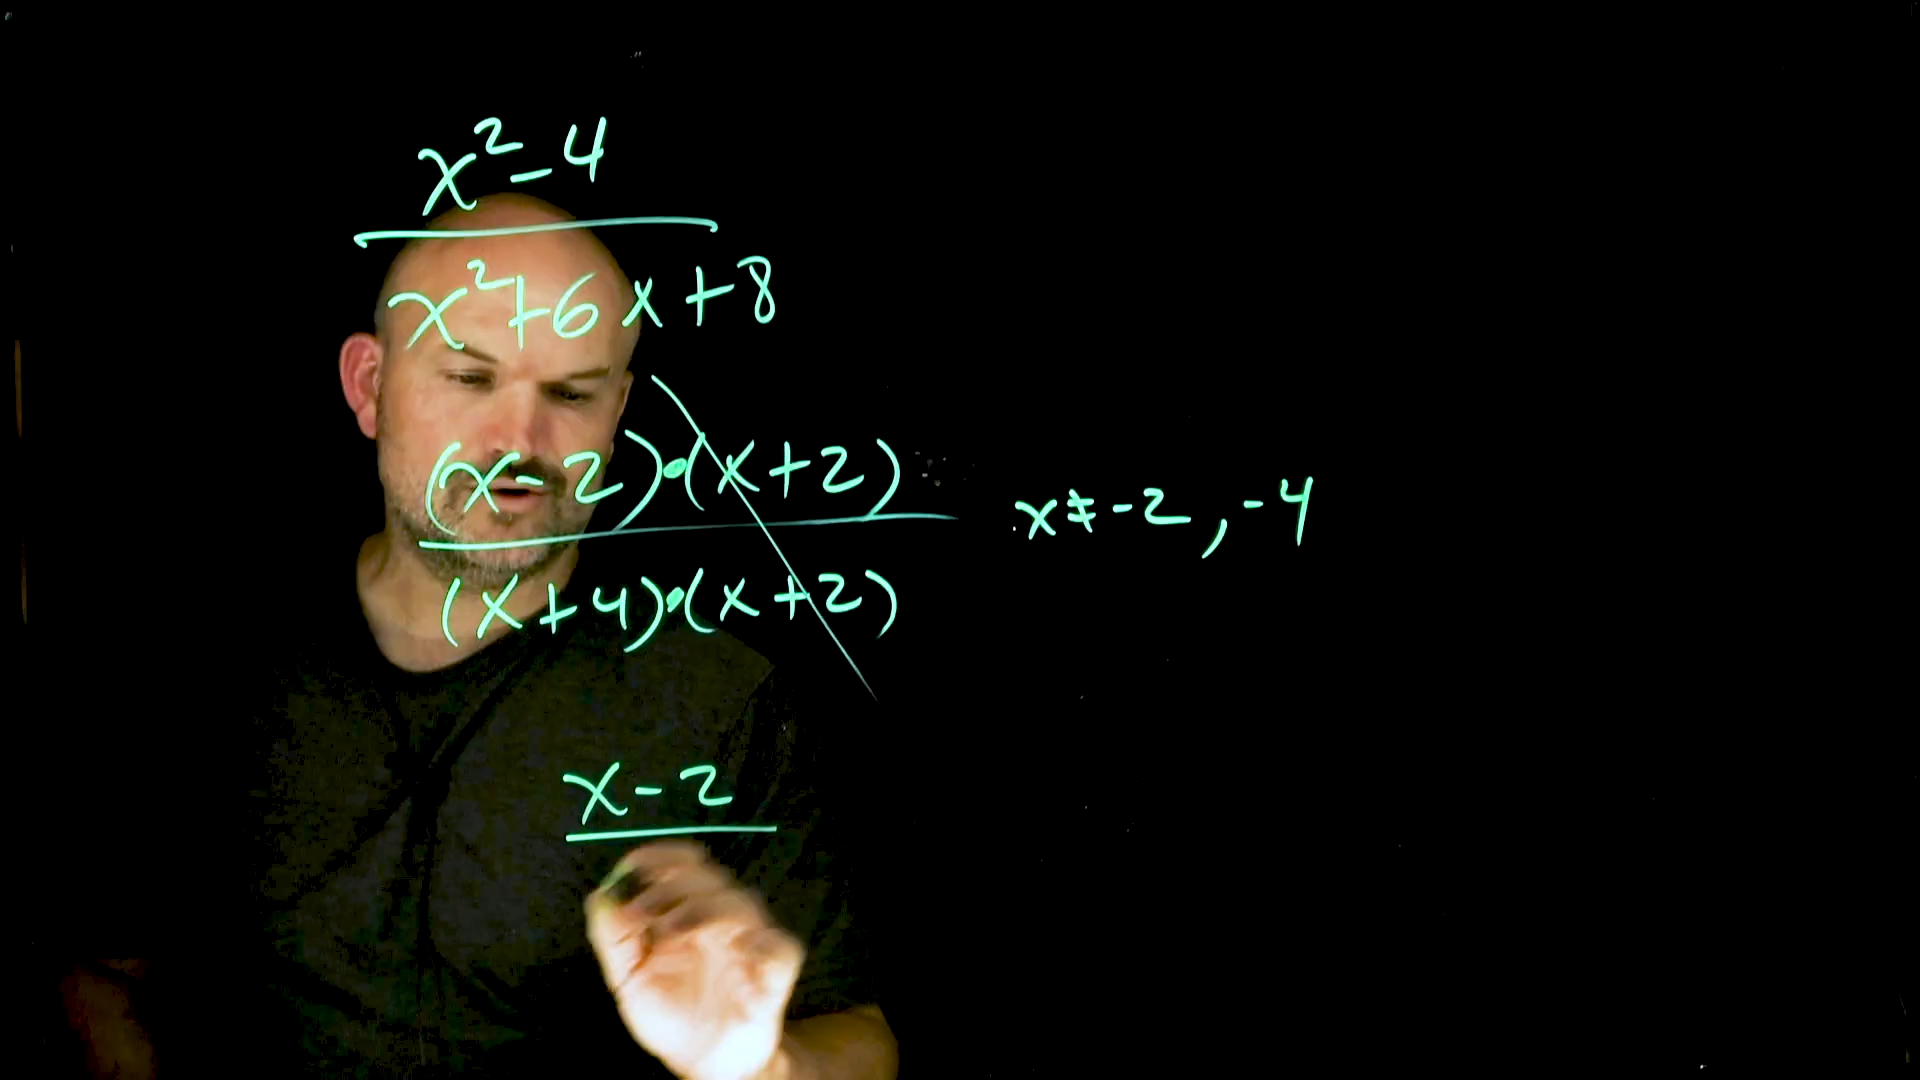 x²-4
x²+6x+8
(x-2)•(x+2)
(x+4)•(x+2)
x≠-2, -4
x-2